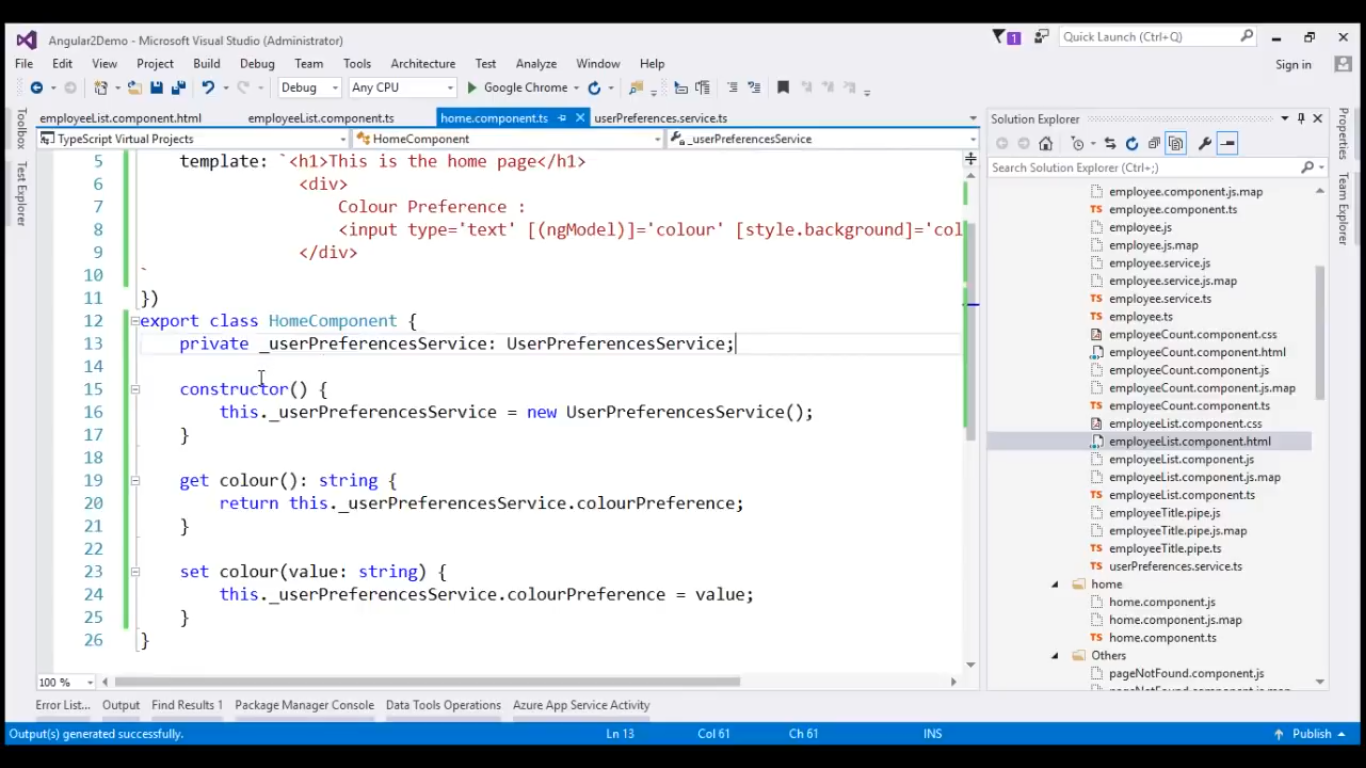 Angular2Demo - Microsoft Visual Studio (Administrator)
1
Quick Launch (Ctrl+Q)
File Edit View Project Build Debug Team Tools Architecture Test Analyze Window Help
Sign in
Debug Any CPU Google Chrome
Toolbox
Test Explorer
employeeList.component.html employeeList.component.ts home.component.ts userPreferences.service.ts
TypeScript Virtual Projects HomeComponent _userPreferencesService
5 template: `<h1>This is the home page</h1>
6 <div>
7 Colour Preference :
8 <input type='text' [(ngModel)]='colour' [style.background]='col
9 </div>
10 `
11 })
12 export class HomeComponent {
13 private _userPreferencesService: UserPreferencesService;
14
15 constructor() {
16 this._userPreferencesService = new UserPreferencesService();
17 }
18
19 get colour(): string {
20 return this._userPreferencesService.colourPreference;
21 }
22
23 set colour(value: string) {
24 this._userPreferencesService.colourPreference = value;
25 }
26 }
100 %
Solution Explorer
Search Solution Explorer (Ctrl+;)
employee.component.js.map
TS employee.component.ts
employee.js
employee.js.map
employee.service.js
employee.service.js.map
TS employee.service.ts
TS employee.ts
employeeCount.component.css
employeeCount.component.html
employeeCount.component.js
employeeCount.component.js.map
TS employeeCount.component.ts
employeeList.component.css
employeeList.component.html
employeeList.component.js
employeeList.component.js.map
TS employeeList.component.ts
employeeTitle.pipe.js
employeeTitle.pipe.js.map
TS employeeTitle.pipe.ts
TS userPreferences.service.ts
home
home.component.js
home.component.js.map
TS home.component.ts
Others
pageNotFound.component.js
Properties
Team Explorer
Error List... Output Find Results 1 Package Manager Console Data Tools Operations Azure App Service Activity
Output(s) generated successfully. Ln 13 Col 61 Ch 61 INS Publish